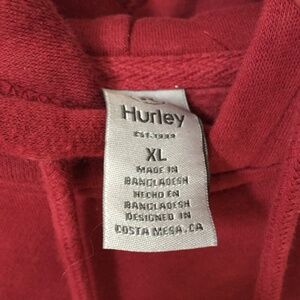 Hurley
EST. 1999
XL
MADE IN
BANGLADESH
HECHO EN
BANGLADESH
DESIGNED IN
COSTA MESA, CA